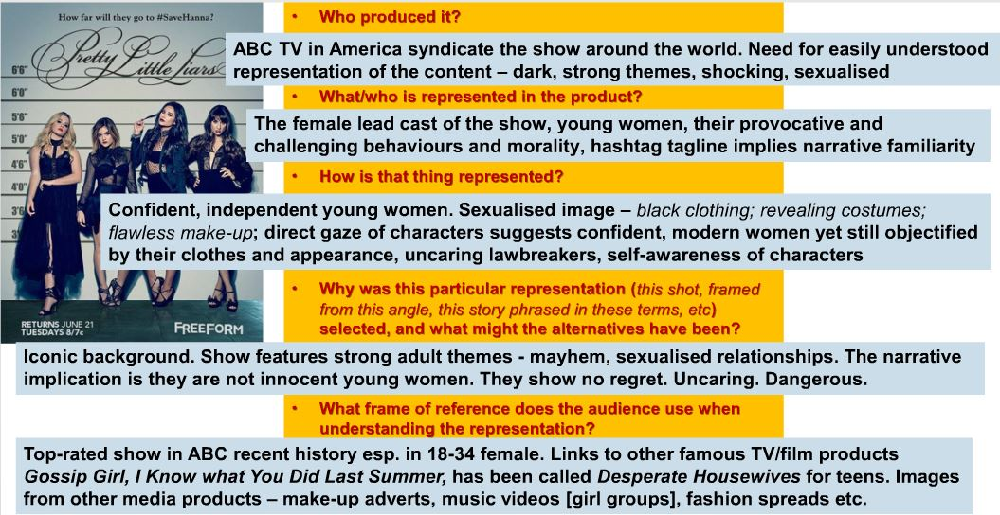 How far will they go to #SaveHanna?
Pretty Little Liars
6'6"
6'0"
5'6"
5'0"
4'6"
4'0"
3'6
3
RETURNS JUNE 21
TUESDAYS 8/7c
FREEFORM
• Who produced it?
ABC TV in America syndicate the show around the world. Need for easily understood
representation of the content – dark, strong themes, shocking, sexualised
• What/who is represented in the product?
The female lead cast of the show, young women, their provocative and
challenging behaviours and morality, hashtag tagline implies narrative familiarity
• How is that thing represented?
Confident, independent young women. Sexualised image – black clothing; revealing costumes;
flawless make-up; direct gaze of characters suggests confident, modern women yet still objectified
by their clothes and appearance, uncaring lawbreakers, self-awareness of characters
• Why was this particular representation (this shot, framed
from this angle, this story phrased in these terms, etc)
selected, and what might the alternatives have been?
Iconic background. Show features strong adult themes - mayhem, sexualised relationships. The narrative
implication is they are not innocent young women. They show no regret. Uncaring. Dangerous.
• What frame of reference does the audience use when
understanding the representation?
Top-rated show in ABC recent history esp. in 18-34 female. Links to other famous TV/film products
Gossip Girl, I Know what You Did Last Summer, has been called Desperate Housewives for teens. Images
from other media products – make-up adverts, music videos [girl groups], fashion spreads etc.